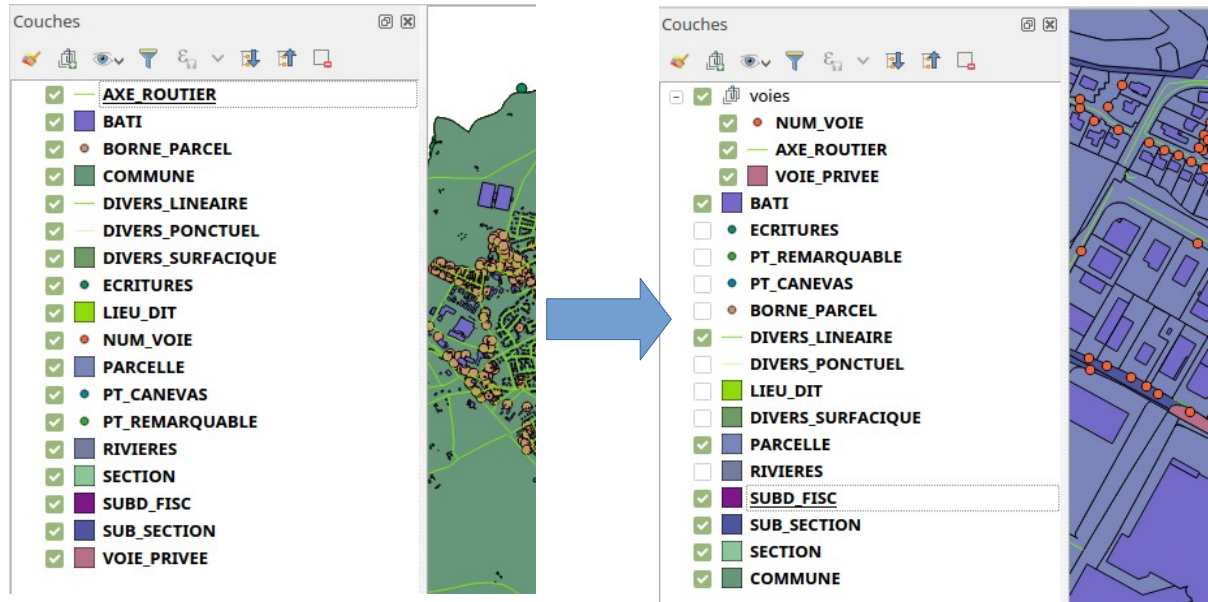 Couches
AXE_ROUTIER
BATI
BORNE_PARCEL
COMMUNE
DIVERS_LINEAIRE
DIVERS_PONCTUEL
DIVERS_SURFACIQUE
ECRITURES
LIEU_DIT
NUM_VOIE
PARCELLE
PT_CANEVAS
PT_REMARQUABLE
RIVIERES
SECTION
SUBD_FISC
SUB_SECTION
VOIE_PRIVEE
Couches
voies
NUM_VOIE
AXE_ROUTIER
VOIE_PRIVEE
BATI
ECRITURES
PT_REMARQUABLE
PT_CANEVAS
BORNE_PARCEL
DIVERS_LINEAIRE
DIVERS_PONCTUEL
LIEU_DIT
DIVERS_SURFACIQUE
PARCELLE
RIVIERES
SUBD_FISC
SUB_SECTION
SECTION
COMMUNE